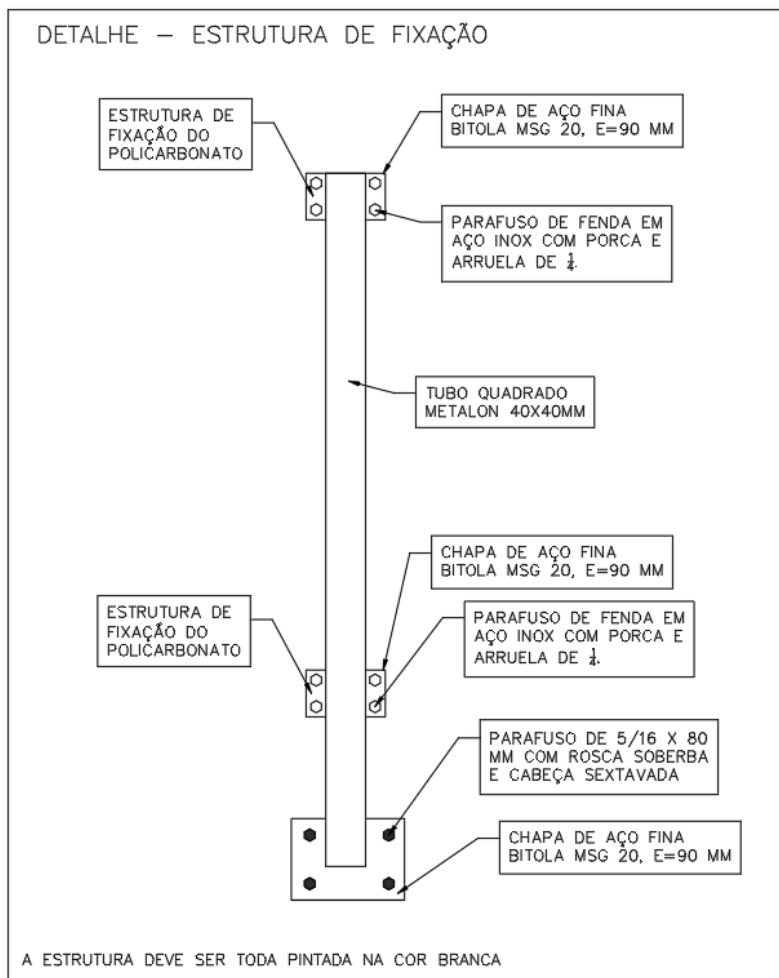 DETALHE – ESTRUTURA DE FIXAÇÃO
ESTRUTURA DE
FIXAÇÃO DO
POLICARBONATO
CHAPA DE AÇO FINA
BITOLA MSG 20, E=90 MM
PARAFUSO DE FENDA EM
AÇO INOX COM PORCA E
ARRUELA DE ¼.
TUBO QUADRADO
METALON 40X40MM
CHAPA DE AÇO FINA
BITOLA MSG 20, E=90 MM
ESTRUTURA DE
FIXAÇÃO DO
POLICARBONATO
PARAFUSO DE FENDA EM
AÇO INOX COM PORCA E
ARRUELA DE ¼.
PARAFUSO DE 5/16 X 80
MM COM ROSCA SOBERBA
E CABEÇA SEXTAVADA
CHAPA DE AÇO FINA
BITOLA MSG 20, E=90 MM
A ESTRUTURA DEVE SER TODA PINTADA NA COR BRANCA